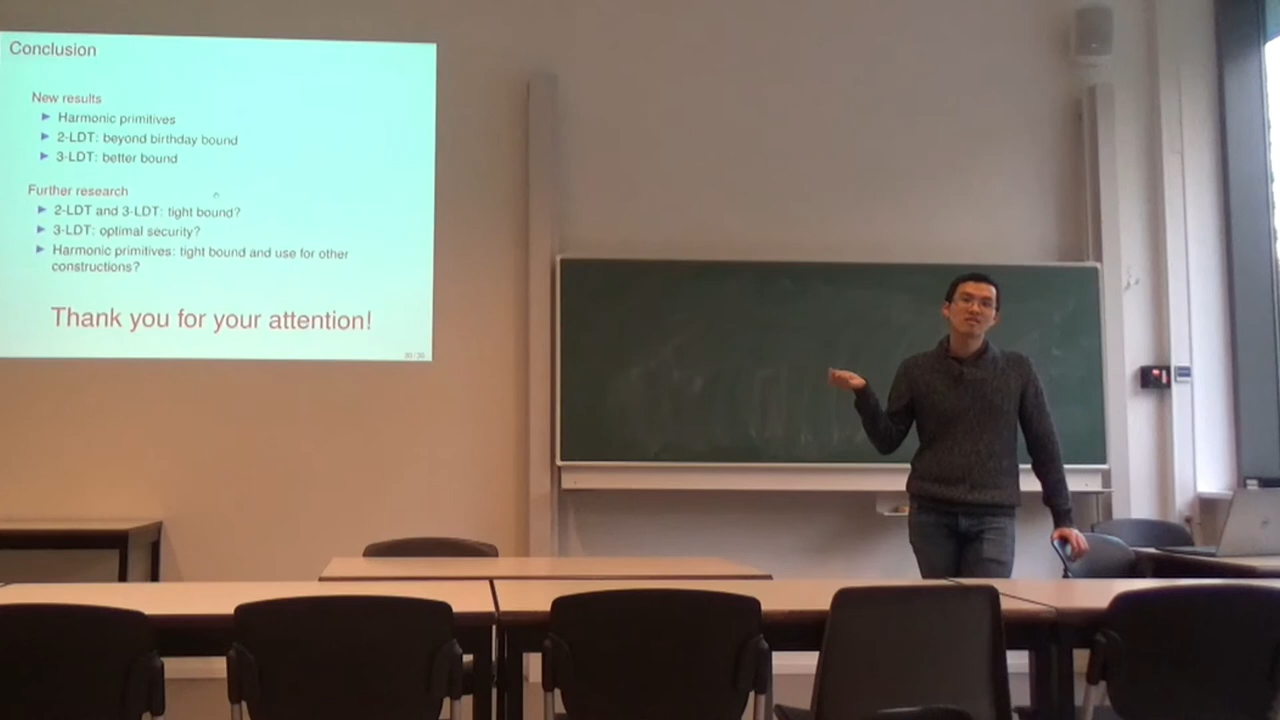 Conclusion
New results
Harmonic primitives
2-LDT: beyond birthday bound
3-LDT: better bound
Further research
2-LDT and 3-LDT: tight bound?
3-LDT: optimal security?
Harmonic primitives: tight bound and use for other
constructions?
Thank you for your attention!